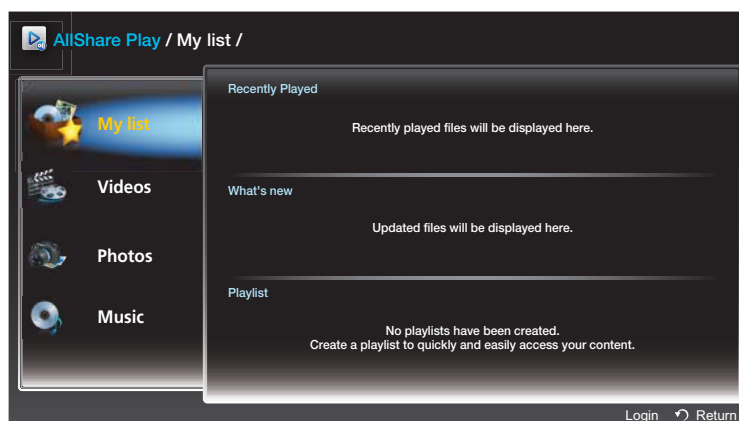 AllShare Play / My list /
My list
Videos
Photos
Music
Recently Played
Recently played files will be displayed here.
What's new
Updated files will be displayed here.
Playlist
No playlists have been created.
Create a playlist to quickly and easily access your content.
Login Return